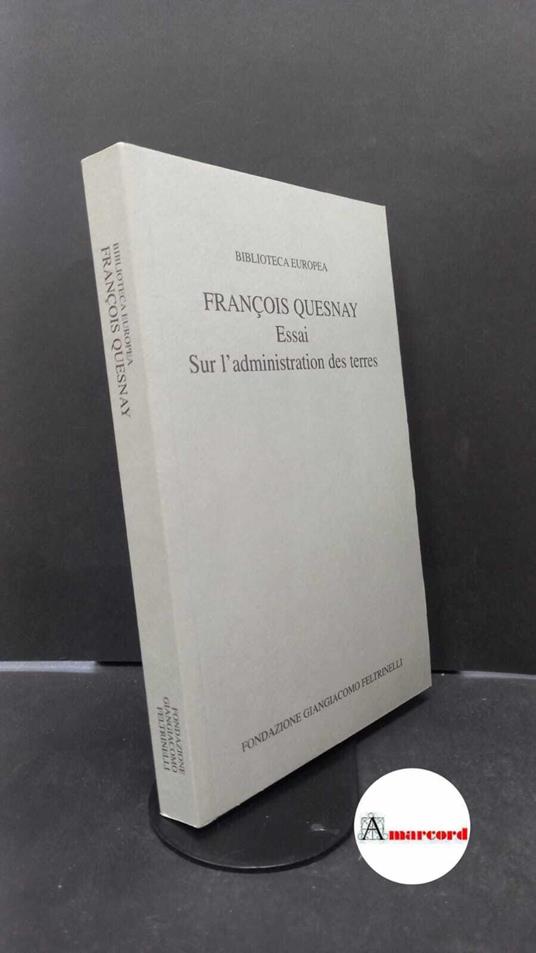 BIBLIOTECA EUROPEA
FRANÇOIS QUESNAY
Essai
Sur l'administration des terres
FONDAZIONE GIANGIACOMO FELTRINELLI
BIBLIOTECA EUROPEA
FRANÇOIS QUESNAY
FONDAZIONE
GIANGIACOMO
FELTRINELLI
Amarcord